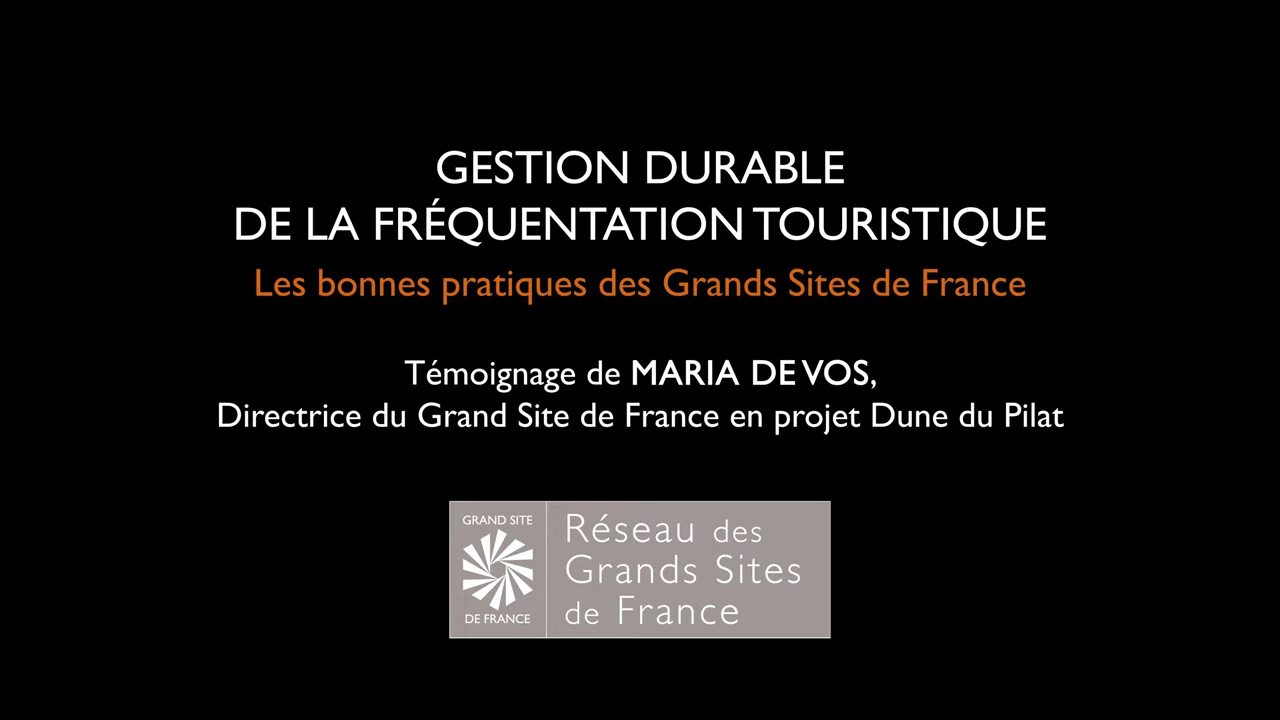 GESTION DURABLE
DE LA FRÉQUENTATION TOURISTIQUE
Les bonnes pratiques des Grands Sites de France
Témoignage de MARIA DE VOS,
Directrice du Grand Site de France en projet Dune du Pilat
GRAND SITE
DE FRANCE
Réseau des
Grands Sites
de France